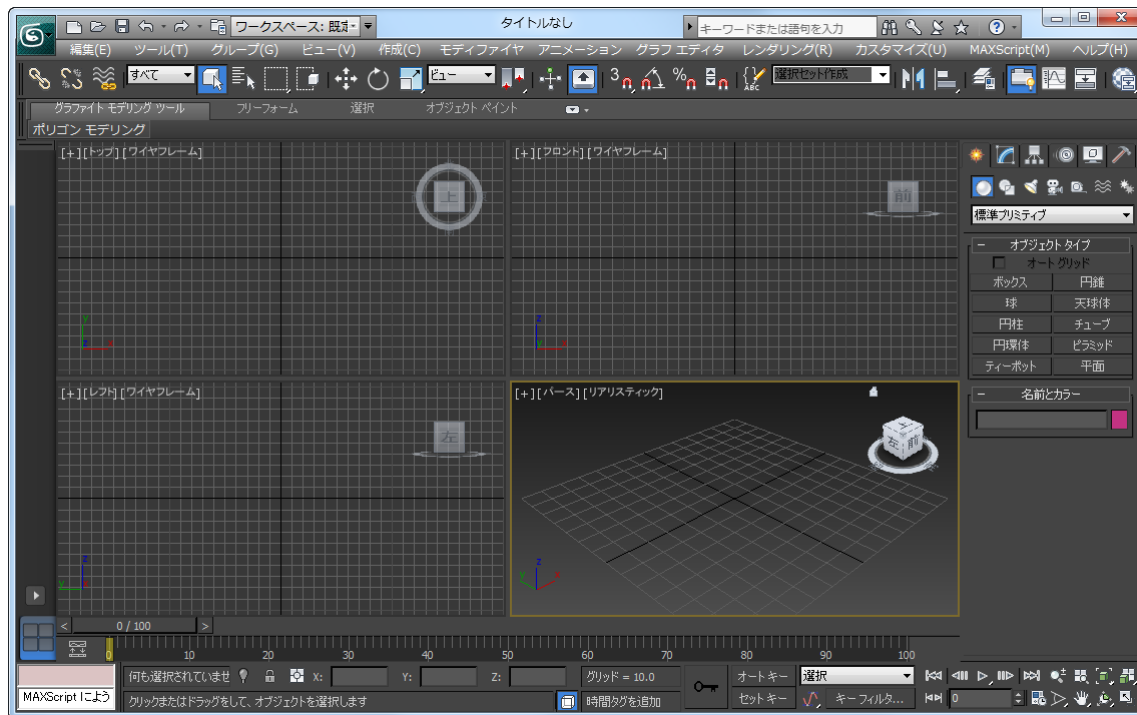 ワークスペース: 既定
タイトルなし
キーワードまたは語句を入力
編集(E) ツール(T) グループ(G) ビュー(V) 作成(C) モディファイヤ アニメーション グラフ エディタ レンダリング(R) カスタマイズ(U) MAXScript(M) ヘルプ(H)
すべて ビュー 3 % ABC 選択セット作成
グラファイト モデリング ツール フリーフォーム 選択 オブジェクト ペイント
ポリゴン モデリング
[+][トップ][ワイヤフレーム]
上
y
z x
[+][フロント][ワイヤフレーム]
前
z
y x
標準プリミティブ
- オブジェクト タイプ
オート グリッド
ボックス 円錐
球 天球体
円柱 チューブ
円環体 ピラミッド
ティーポット 平面
- 名前とカラー
[+][レフト][ワイヤフレーム]
左
z
y x
[+][パース][リアリスティック]
上
左 前
z
y x
< 0 / 100 >
0 10 20 30 40 50 60 70 80 90 100
何も選択されていませ X: Y: Z: グリッド = 10.0 オートキー 選択
MAXScript によう クリックまたはドラッグをして、オブジェクトを選択します 時間タグを追加 セットキー キーフィルタ... 0